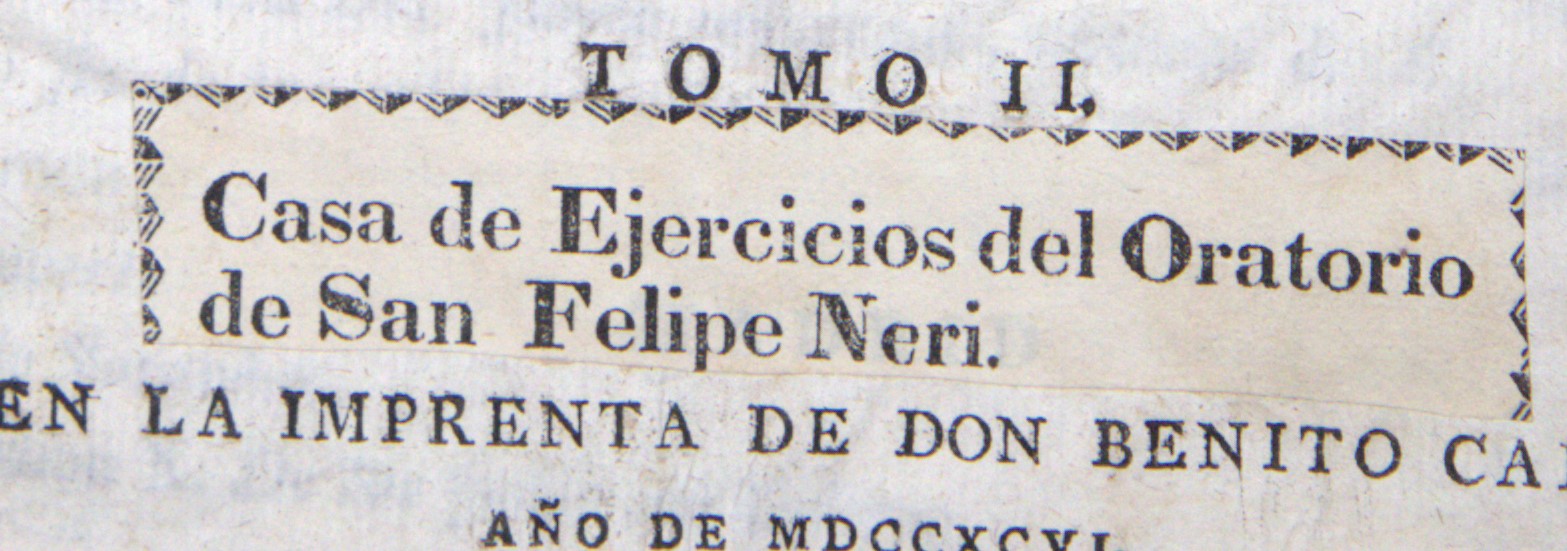 TOMO II.
Casa de Ejercicios del Oratorio
de San Felipe Neri.
EN LA IMPRENTA DE DON BENITO
AÑO DE MDCCXCVI.